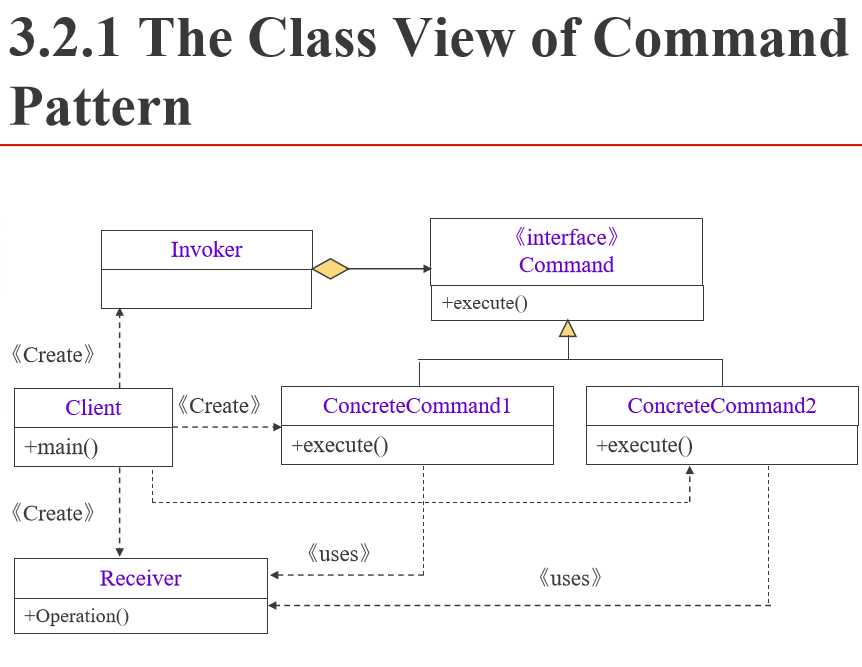 3.2.1 The Class View of Command
Pattern
Invoker
《interface》
Command
+execute()
《Create》
Client
+main()
《Create》
ConcreteCommand1
+execute()
ConcreteCommand2
+execute()
《Create》
《uses》
《uses》
Receiver
+Operation()